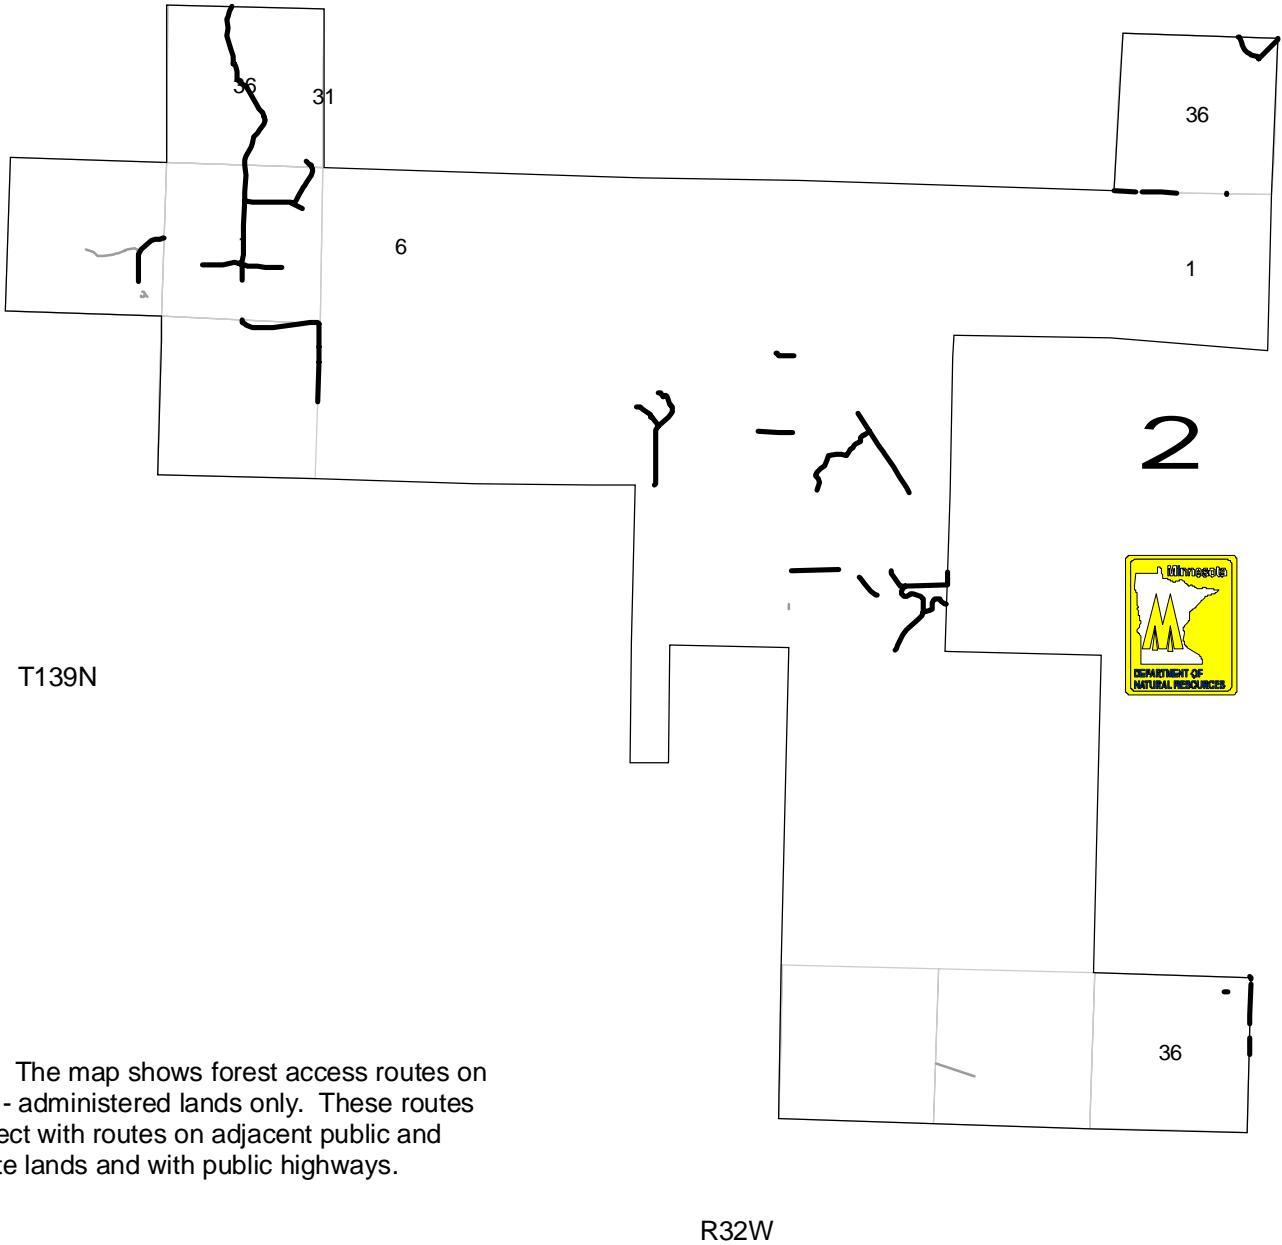 36
31
36
6
1
2
Minnesota
DEPARTMENT OF
NATURAL RESOURCES
T139N
36
The map shows forest access routes on
- administered lands only. These routes
ect with routes on adjacent public and
te lands and with public highways.
R32W